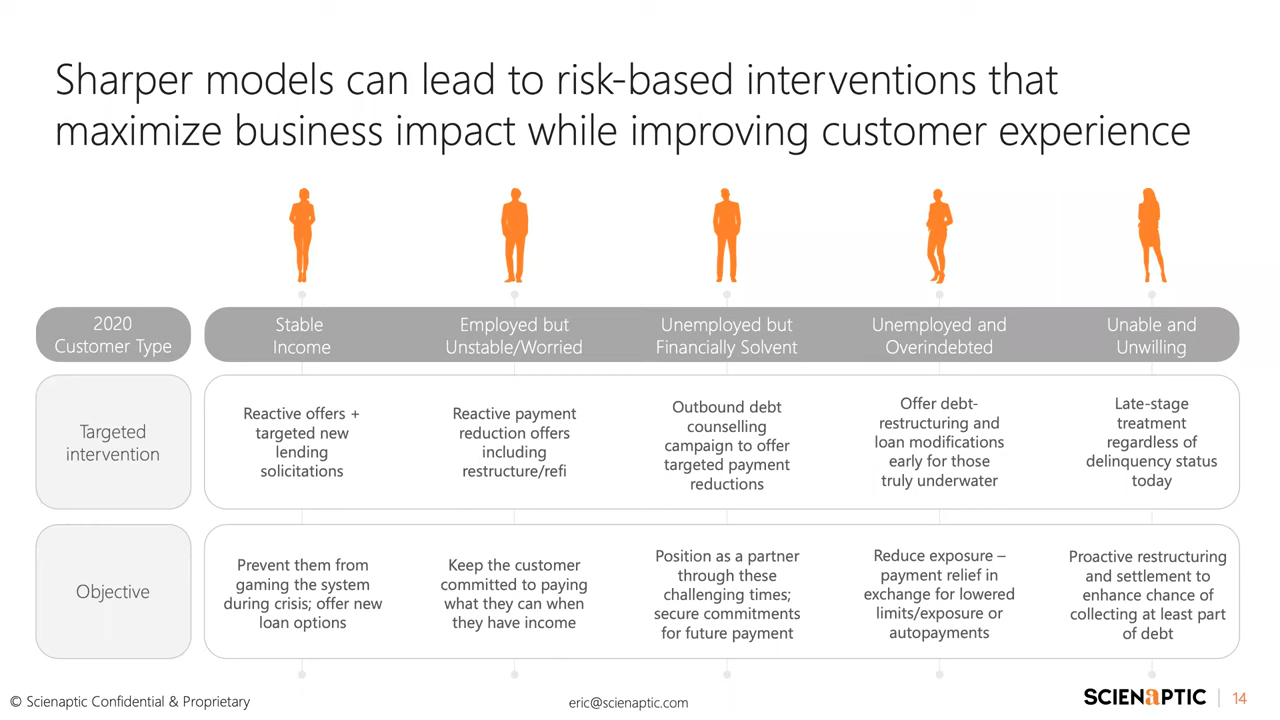 Sharper models can lead to risk-based interventions that
maximize business impact while improving customer experience
2020
Customer Type
Stable
Income
Employed but
Unstable/Worried
Unemployed but
Financially Solvent
Unemployed and
Overindebted
Unable and
Unwilling
Targeted
intervention
Reactive offers +
targeted new
lending
solicitations
Reactive payment
reduction offers
including
restructure/refi
Outbound debt
counselling
campaign to offer
targeted payment
reductions
Offer debt-
restructuring and
loan modifications
early for those
truly underwater
Late-stage
treatment
regardless of
delinquency status
today
Objective
Prevent them from
gaming the system
during crisis; offer new
loan options
Keep the customer
committed to paying
what they can when
they have income
Position as a partner
through these
challenging times;
secure commitments
for future payment
Reduce exposure –
payment relief in
exchange for lowered
limits/exposure or
autopayments
Proactive restructuring
and settlement to
enhance chance of
collecting at least part
of debt
© Scienaptic Confidential & Proprietary
eric@scienaptic.com
SCIENAPTIC
14